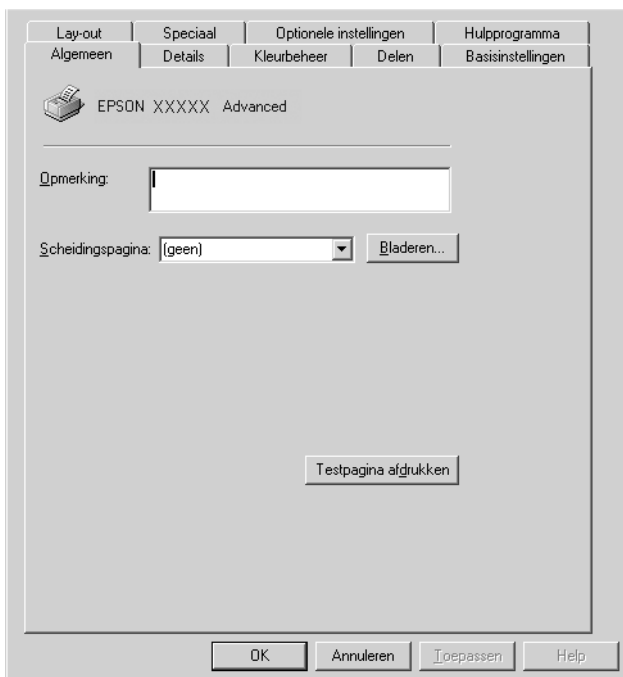 Lay-out Speciaal Optionele instellingen Hulpprogramma
Algemeen Details Kleurbeheer Delen Basisinstellingen
EPSON XXXXX Advanced
Opmerking:
Scheidingspagina: (geen) Bladeren...
Testpagina afdrukken
OK Annuleren Toepassen Help